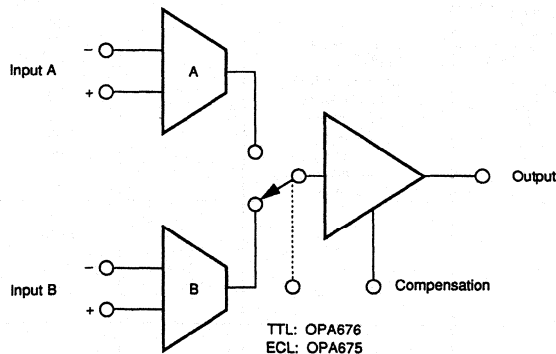 −
Input A
A
+
Output
−
Input B
B
+
Compensation
TTL: OPA676
ECL: OPA675